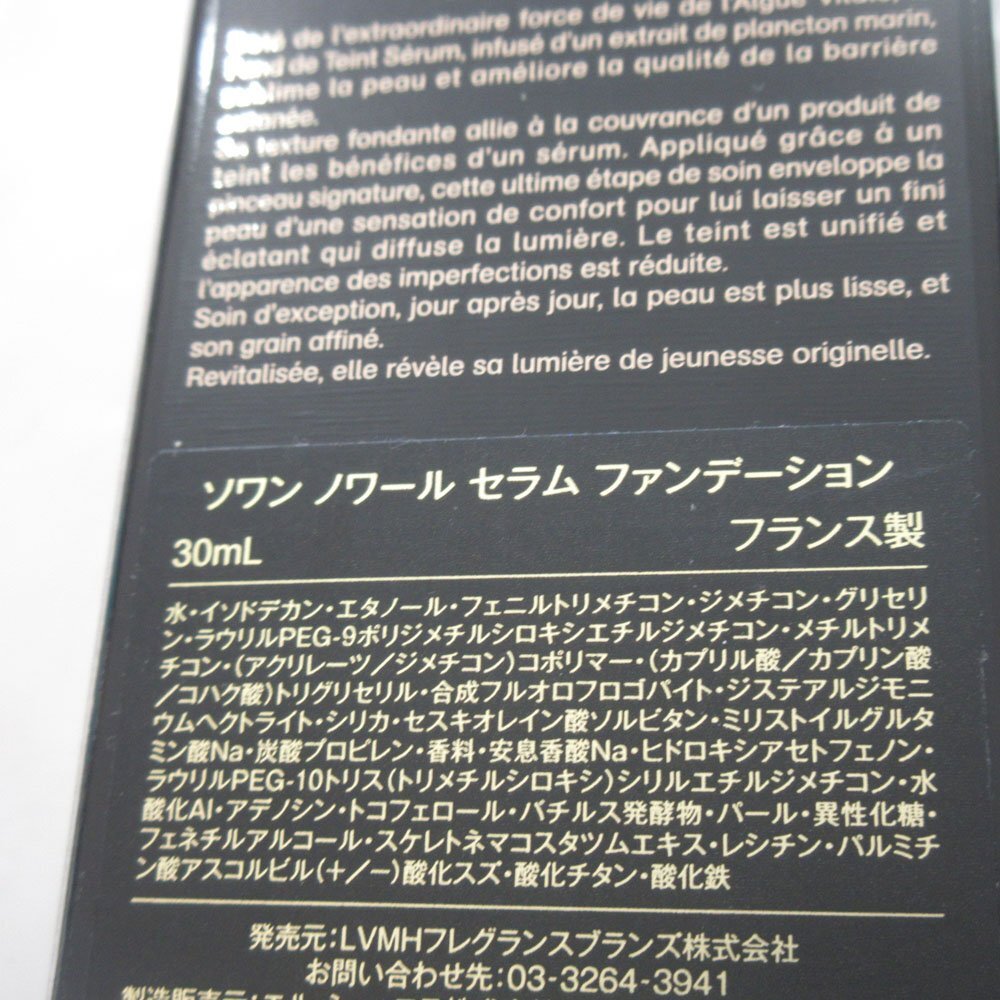 de l'extraordinaire force de vie de l'Algue
de Teint Sérum, infusé d'un extrait de plancton marin,
sublime la peau et améliore la qualité de la barrière
cutanée.
Sa texture fondante allie à la couvrance d'un produit de
teint les bénéfices d'un sérum. Appliqué grâce à un
pinceau signature, cette ultime étape de soin enveloppe la
peau d'une sensation de confort pour lui laisser un fini
éclatant qui diffuse la lumière. Le teint est unifié et
l'apparence des imperfections est réduite.
Soin d'exception, jour après jour, la peau est plus lisse, et
son grain affiné.
Revitalisée, elle révèle sa lumière de jeunesse originelle.
ソワン ノワール セラム ファンデーション
30mL フランス製
水・イソドデカン・エタノール・フェニルトリメチコン・ジメチコン・グリセリ
ン・ラウリルPEG-9ポリジメチルシロキシエチルジメチコン・メチルトリメ
チコン・(アクリレーツ/ジメチコン)コポリマー・(カプリル酸/カプリン酸
/コハク酸)トリグリセリル・合成フルオロフロゴパイト・ジステアルジモニ
ウムヘクトライト・シリカ・セスキオレイン酸ソルビタン・ミリストイルグルタ
ミン酸Na・炭酸プロピレン・香料・安息香酸Na・ヒドロキシアセトフェノン・
ラウリルPEG-10トリス(トリメチルシロキシ)シリルエチルジメチコン・水
酸化Al・アデノシン・トコフェロール・バチルス発酵物・パール・異性化糖・
フェネチルアルコール・スケレトネマコスタツムエキス・レシチン・パルミチ
ン酸アスコルビル(+/-)酸化スズ・酸化チタン・酸化鉄
発売元:LVMHフレグランスブランズ株式会社
お問い合わせ先:03-3264-3941
製造販売元: